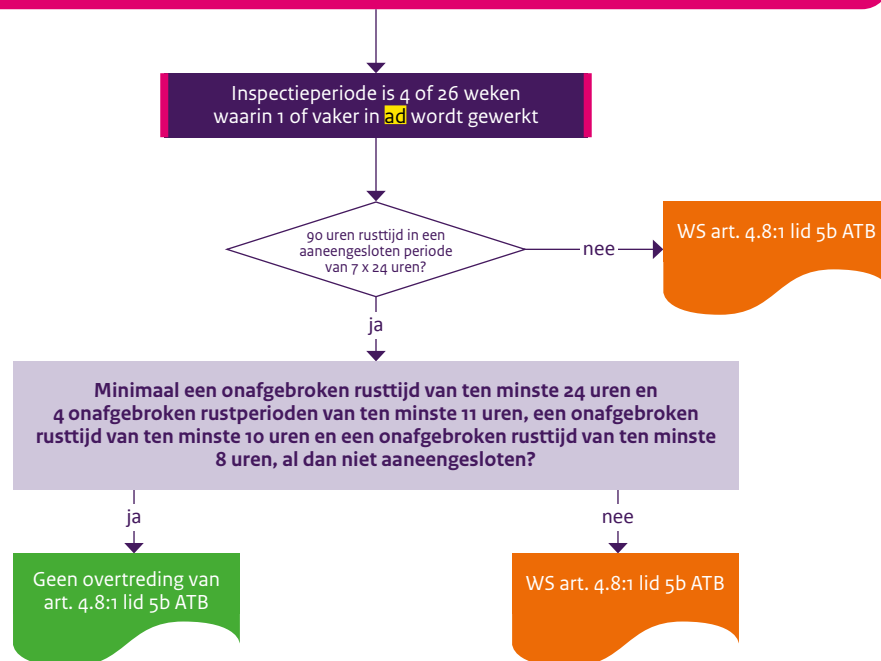 Inspectieperiode is 4 of 26 weken
waarin 1 of vaker in ad wordt gewerkt
90 uren rusttijd in een
aaneengesloten periode
van 7 x 24 uren?
nee
WS art. 4.8:1 lid 5b ATB
ja
Minimaal een onafgebroken rusttijd van ten minste 24 uren en
4 onafgebroken rustperioden van ten minste 11 uren, een onafgebroken
rusttijd van ten minste 10 uren en een onafgebroken rusttijd van ten minste
8 uren, al dan niet aaneengesloten?
ja
nee
Geen overtreding van
art. 4.8:1 lid 5b ATB
WS art. 4.8:1 lid 5b ATB